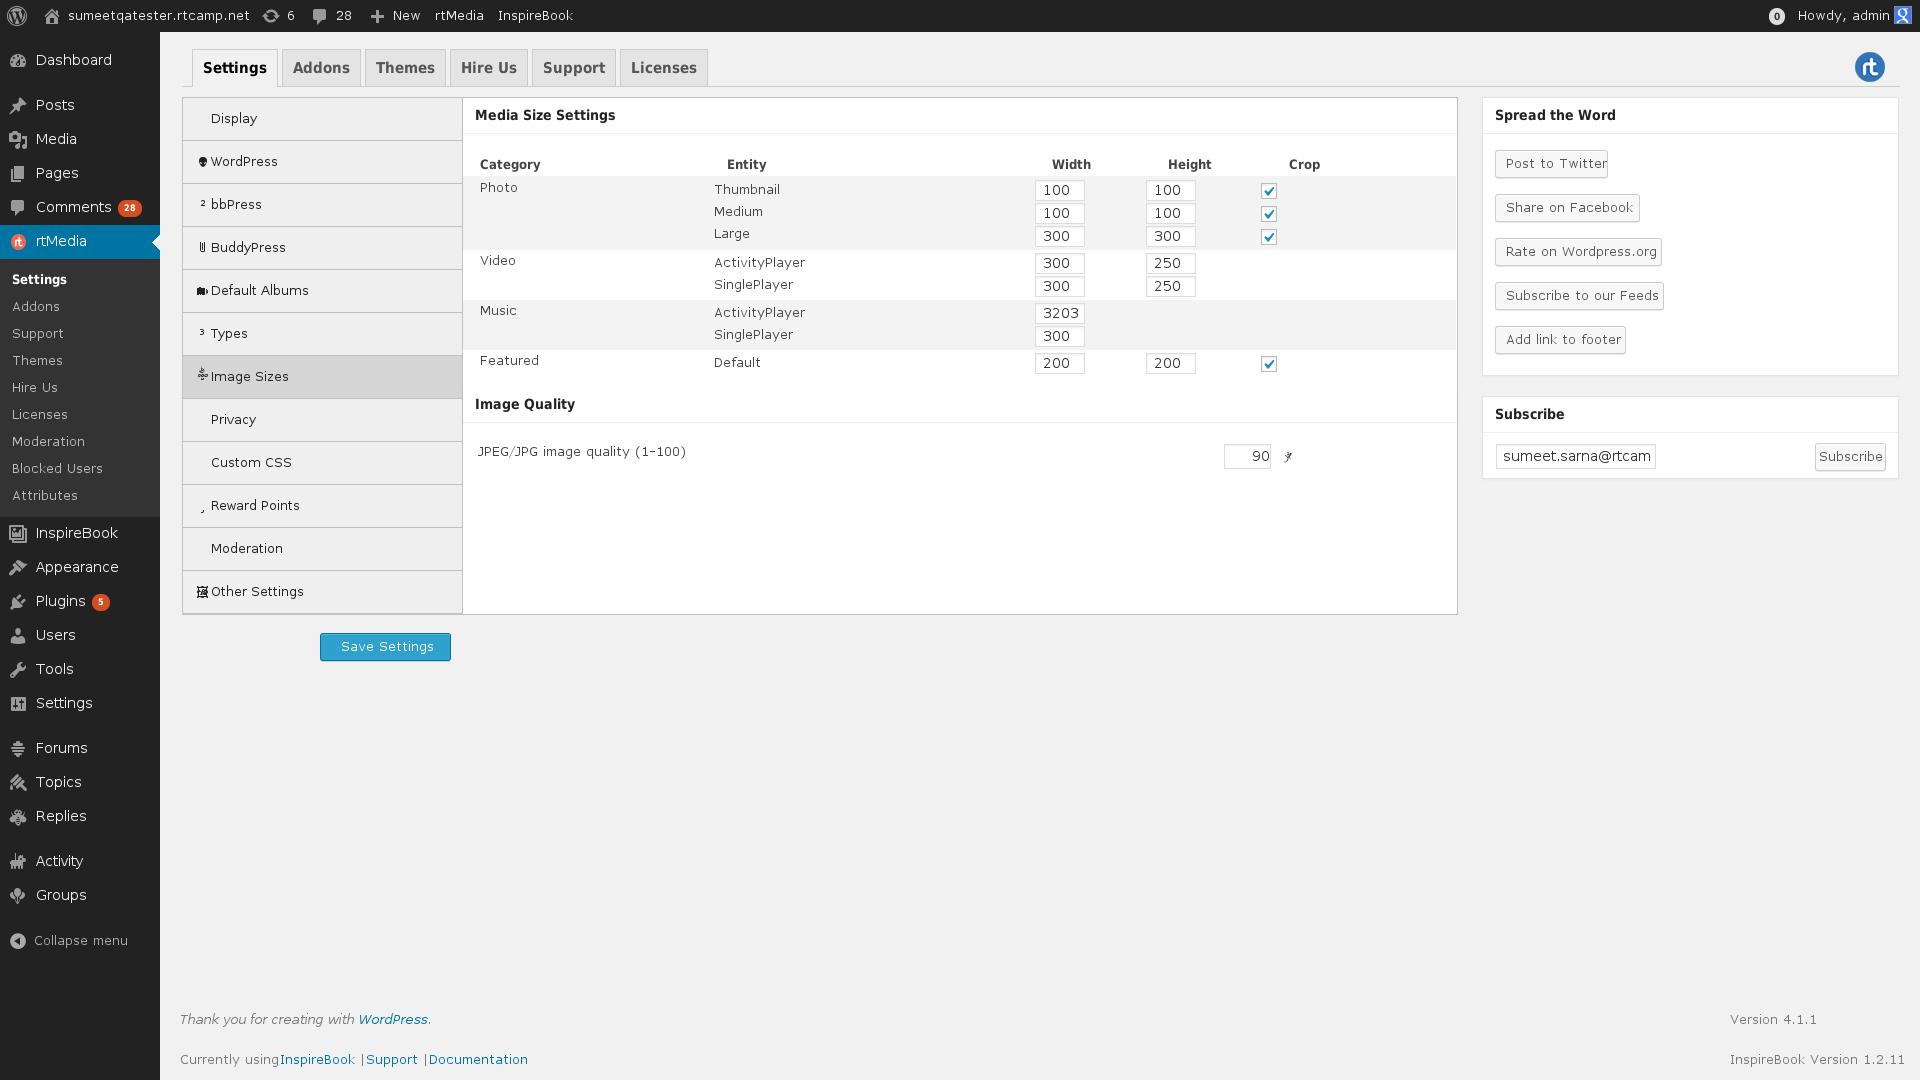 sumeetqatester.rtcamp.net 6 28 New rtMedia InspireBook 0 Howdy, admin
Dashboard
Posts
Media
Pages
Comments 28
rtMedia
Settings
Addons
Support
Themes
Hire Us
Licenses
Moderation
Blocked Users
Attributes
InspireBook
Appearance
Plugins 5
Users
Tools
Settings
Forums
Topics
Replies
Activity
Groups
Collapse menu
Settings Addons Themes Hire Us Support Licenses
rt
Display
WordPress
² bbPress
BuddyPress
Default Albums
³ Types
Image Sizes
Privacy
Custom CSS
Reward Points
Moderation
Other Settings
Save Settings
Media Size Settings
Category Entity Width Height Crop
Photo Thumbnail 100 100
Medium 100 100
Large 300 300
Video ActivityPlayer 300 250
SinglePlayer 300 250
Music ActivityPlayer 3203
SinglePlayer 300
Featured Default 200 200
Image Quality
JPEG/JPG image quality (1-100) 90
Spread the Word
Post to Twitter
Share on Facebook
Rate on Wordpress.org
Subscribe to our Feeds
Add link to footer
Subscribe
sumeet.sarna@rtcam Subscribe
Thank you for creating with WordPress. Version 4.1.1
Currently usingInspireBook |Support |Documentation InspireBook Version 1.2.11